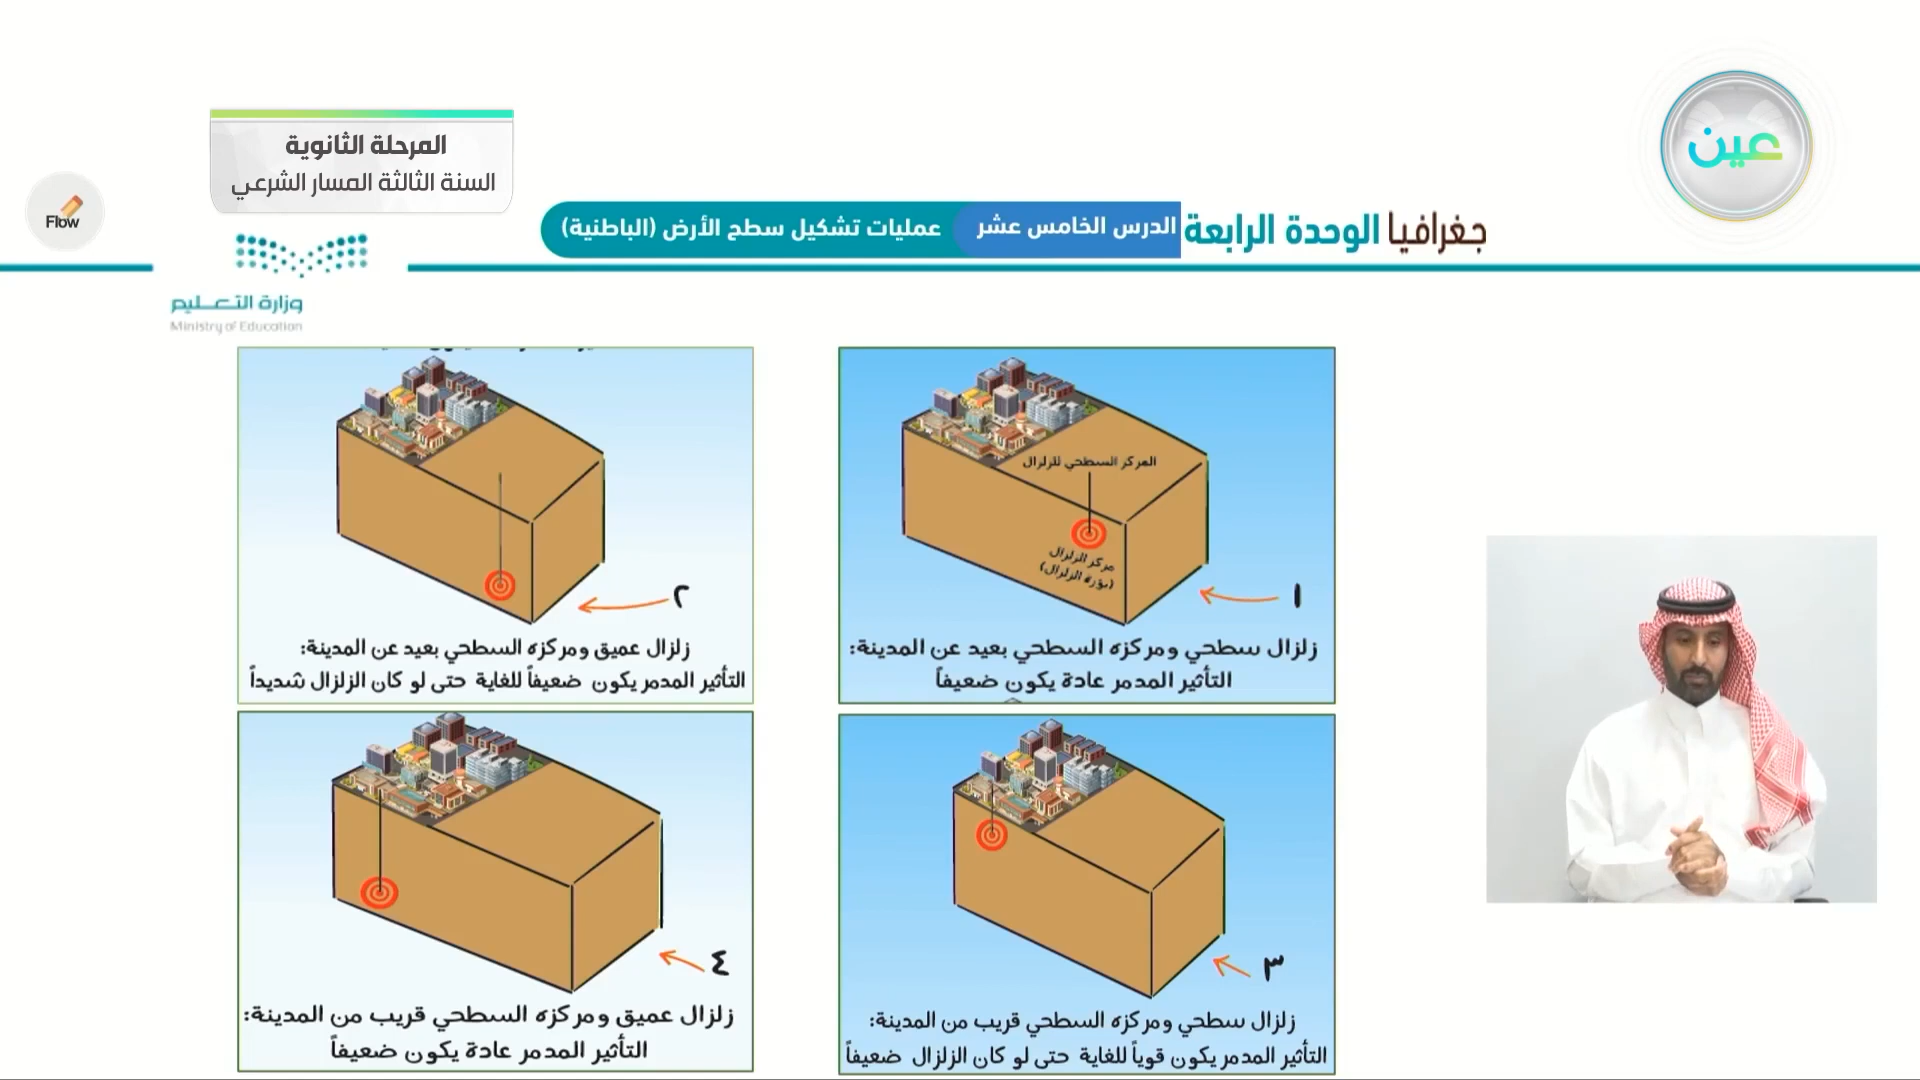 عين
المرحلة الثانوية
السنة الثالثة المسار الشرعي
Flow
جغرافيا الوحدة الرابعة الدرس الخامس عشر عمليات تشكيل سطح الأرض (الباطنية)
وزارة التعليم
Ministry of Education
المركز السطحي للزلزال
مركز الزلزال
(بؤرة الزلزال)
١
زلزال سطحي ومركزه السطحي بعيد عن المدينة:
التأثير المدمر عادة يكون ضعيفاً
٢
زلزال عميق ومركزه السطحي بعيد عن المدينة:
التأثير المدمر يكون ضعيفاً للغاية حتى لو كان الزلزال شديداً
٣
زلزال سطحي ومركزه السطحي قريب من المدينة:
التأثير المدمر يكون قوياً للغاية حتى لو كان الزلزال ضعيفاً
٤
زلزال عميق ومركزه السطحي قريب من المدينة:
التأثير المدمر عادة يكون ضعيفاً